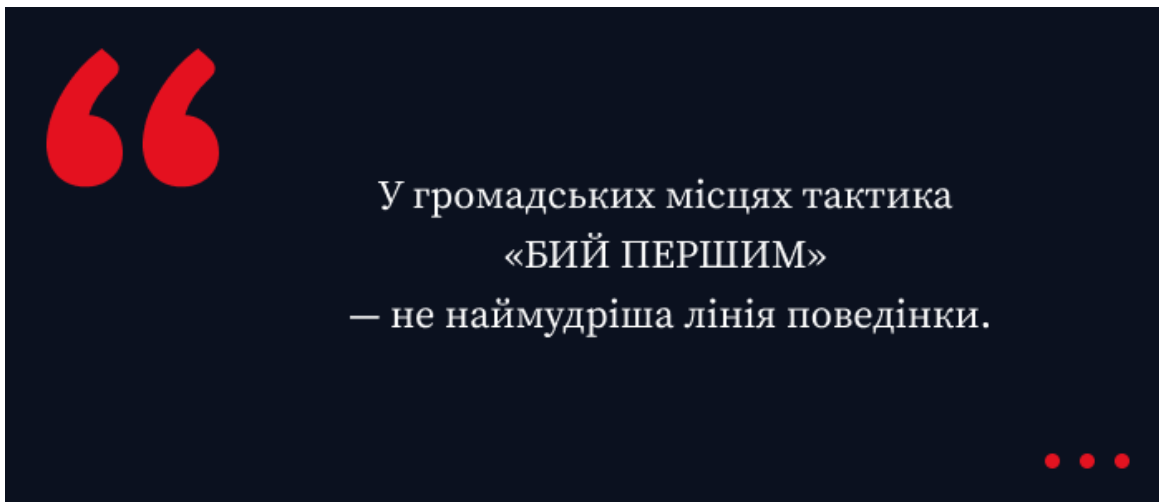 У громадських місцях тактика
«БИЙ ПЕРШИМ»
— не наймудріша лінія поведінки.